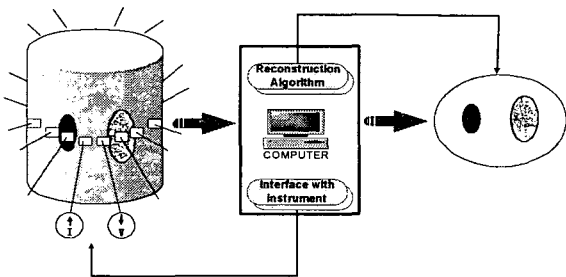 Reconstruction
Algorithm
COMPUTER
Interface with
Instrument
I
V